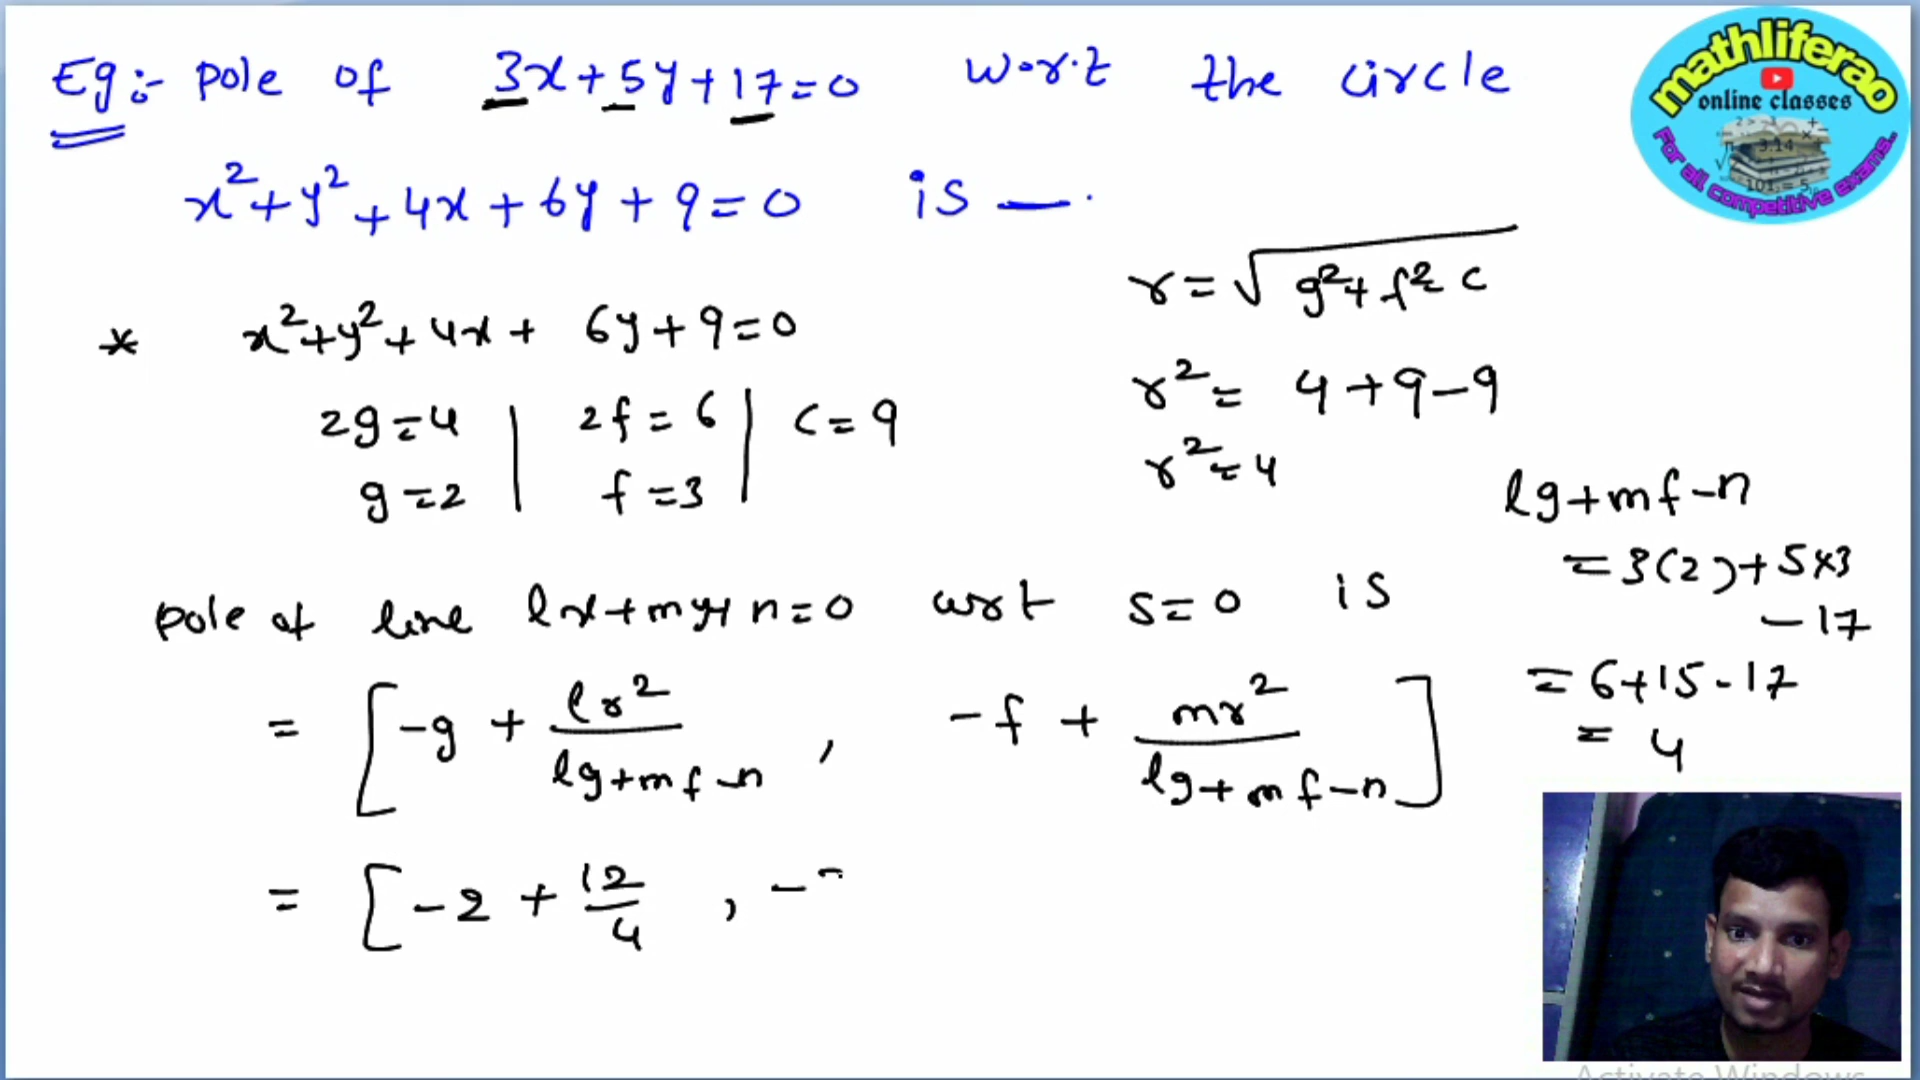 Eg:- pole of 3x+5y+17=0 w.r.t the circle
x²+y²+4x+6y+9=0 is —.
mathliferao
online classes
For all competitive exams..
r = √g²+f²-c
* x²+y²+4x+ 6y+9=0
r² = 4+9-9
2g=4 | 2f=6 | c=9
r²=4
g=2 | f=3
lg+mf-n
=3(2)+5×3
-17
pole of line lx+my+n=0 wrt s=0 is
=6+15-17
= [-g + lr²/lg+mf-n , -f + mr²/lg+mf-n]
= 4
= [-2 + 12/4 , -
Activate Windows